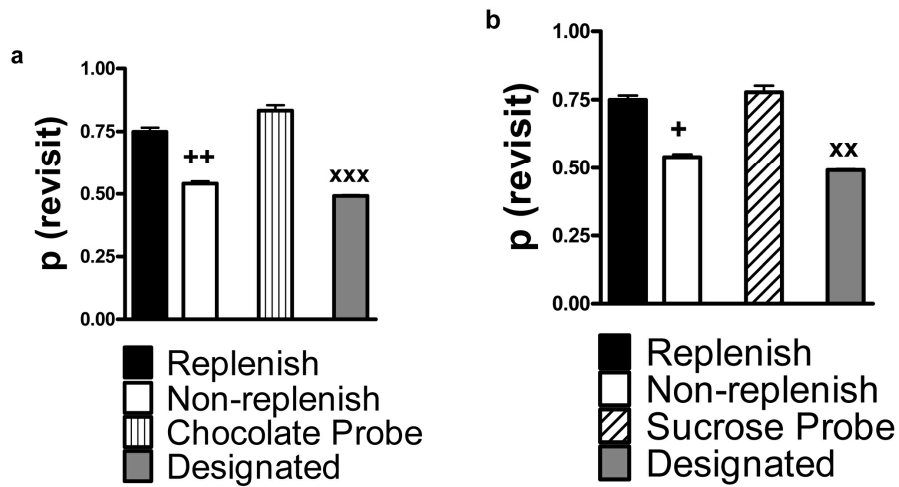 a
1.00
0.75
0.50
0.25
0.00
p (revisit)
++
xxx
Replenish
Non-replenish
Chocolate Probe
Designated
b
1.00
0.75
0.50
0.25
0.00
p (revisit)
+
xx
Replenish
Non-replenish
Sucrose Probe
Designated